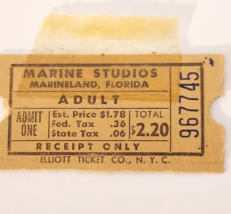 MARINE STUDIOS
MARINELAND, FLORIDA
ADULT
ADMIT
ONE
Est. Price $1.78
Fed. Tax .36
State Tax .06
TOTAL
$2.20
RECEIPT ONLY
ELLIOTT TICKET CO., N. Y. C.
967745